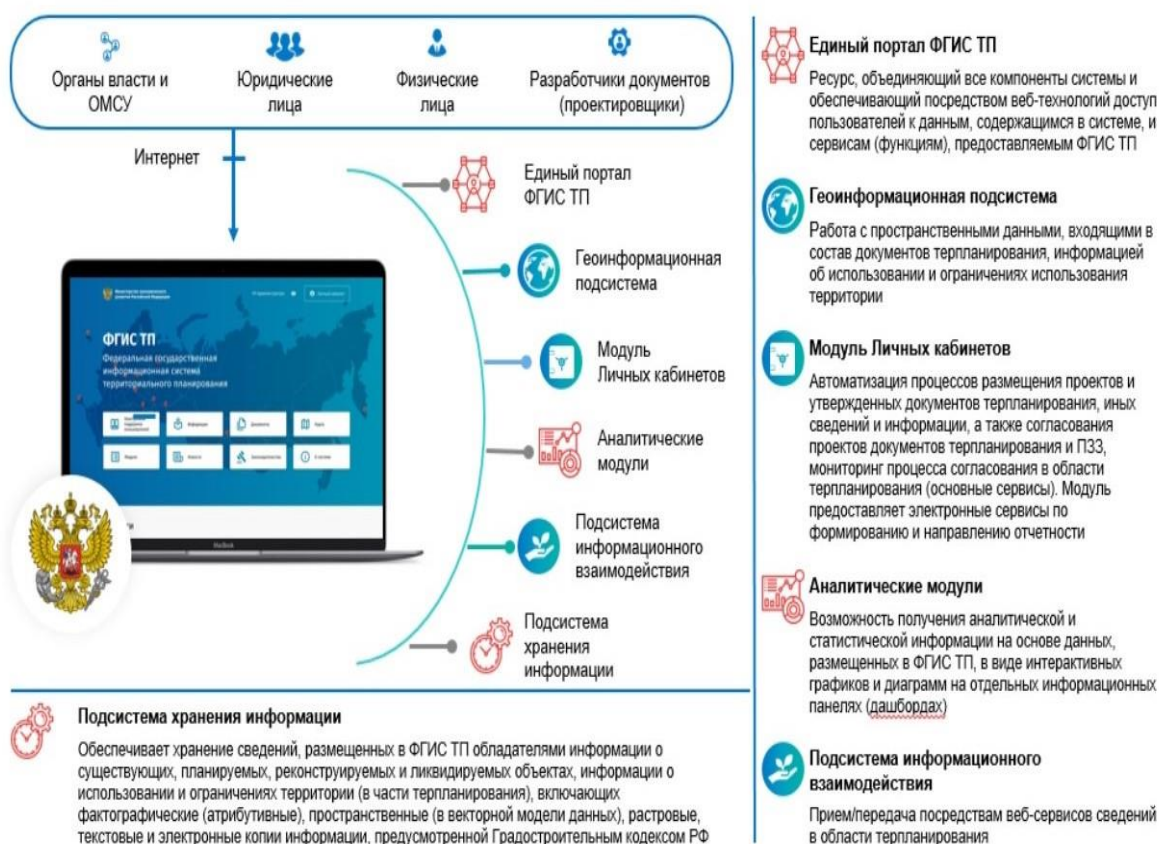 Органы власти и
ОМСУ
Юридические
лица
Физические
лица
Разработчики документов
(проектировщики)
Интернет
ФГИС ТП
Федеральная государственная
информационная система
территориального планирования
MacBook
Единый портал
ФГИС ТП
Геоинформационная
подсистема
Модуль
Личных кабинетов
Аналитические
модули
Подсистема
информационного
взаимодействия
Подсистема
хранения
информации
Подсистема хранения информации
Обеспечивает хранение сведений, размещенных в ФГИС ТП обладателями информации о
существующих, планируемых, реконструируемых и ликвидируемых объектах, информации о
использовании и ограничениях территории (в части терпланирования), включающих
фактографические (атрибутивные), пространственные (в векторной модели данных), растровые,
текстовые и электронные копии информации, предусмотренной Градостроительным кодексом РФ
Единый портал ФГИС ТП
Ресурс, объединяющий все компоненты системы и
обеспечивающий посредством веб-технологий доступ
пользователей к данным, содержащимся в системе, и
сервисам (функциям), предоставляемым ФГИС ТП
Геоинформационная подсистема
Работа с пространственными данными, входящими в
состав документов терпланирования, информацией
об использовании и ограничениях использования
территории
Модуль Личных кабинетов
Автоматизация процессов размещения проектов и
утвержденных документов терпланирования, иных
сведений и информации, а также согласования
проектов документов терпланирования и ПЗЗ,
мониторинг процесса согласования в области
терпланирования (основные сервисы). Модуль
предоставляет электронные сервисы по
формированию и направлению отчетности
Аналитические модули
Возможность получения аналитической и
статистической информации на основе данных,
размещенных в ФГИС ТП, в виде интерактивных
графиков и диаграмм на отдельных информационных
панелях (дашбордах)
Подсистема информационного
взаимодействия
Прием/передача посредствам веб-сервисов сведений
в области терпланирования